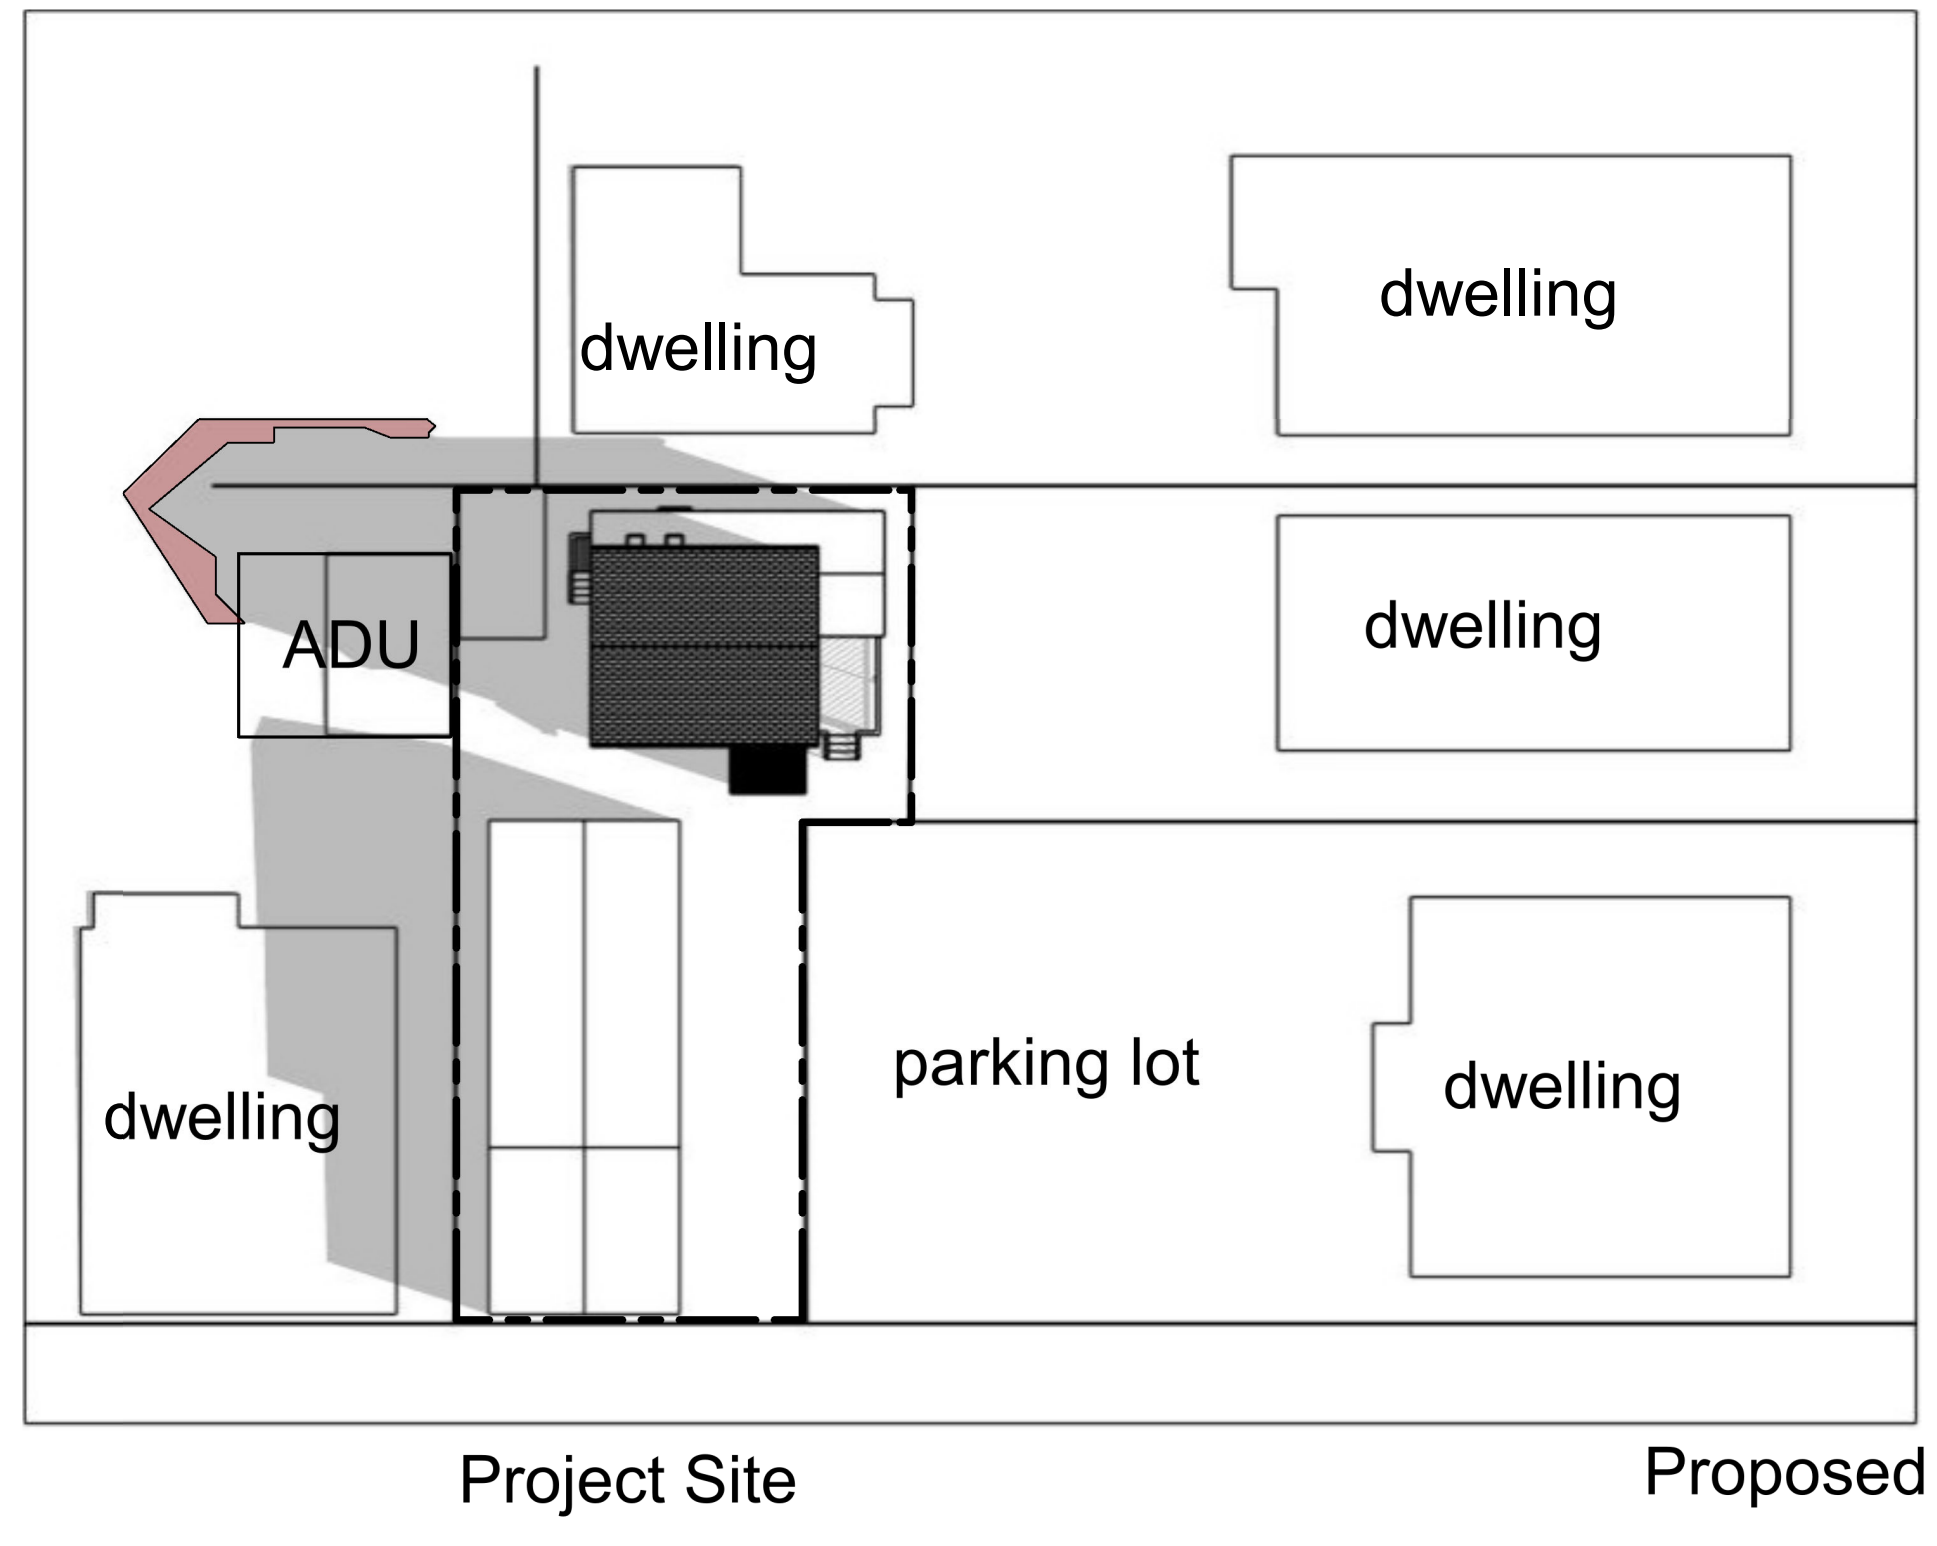 dwelling
dwelling
ADU
dwelling
parking lot
dwelling
dwelling
Project Site
Proposed